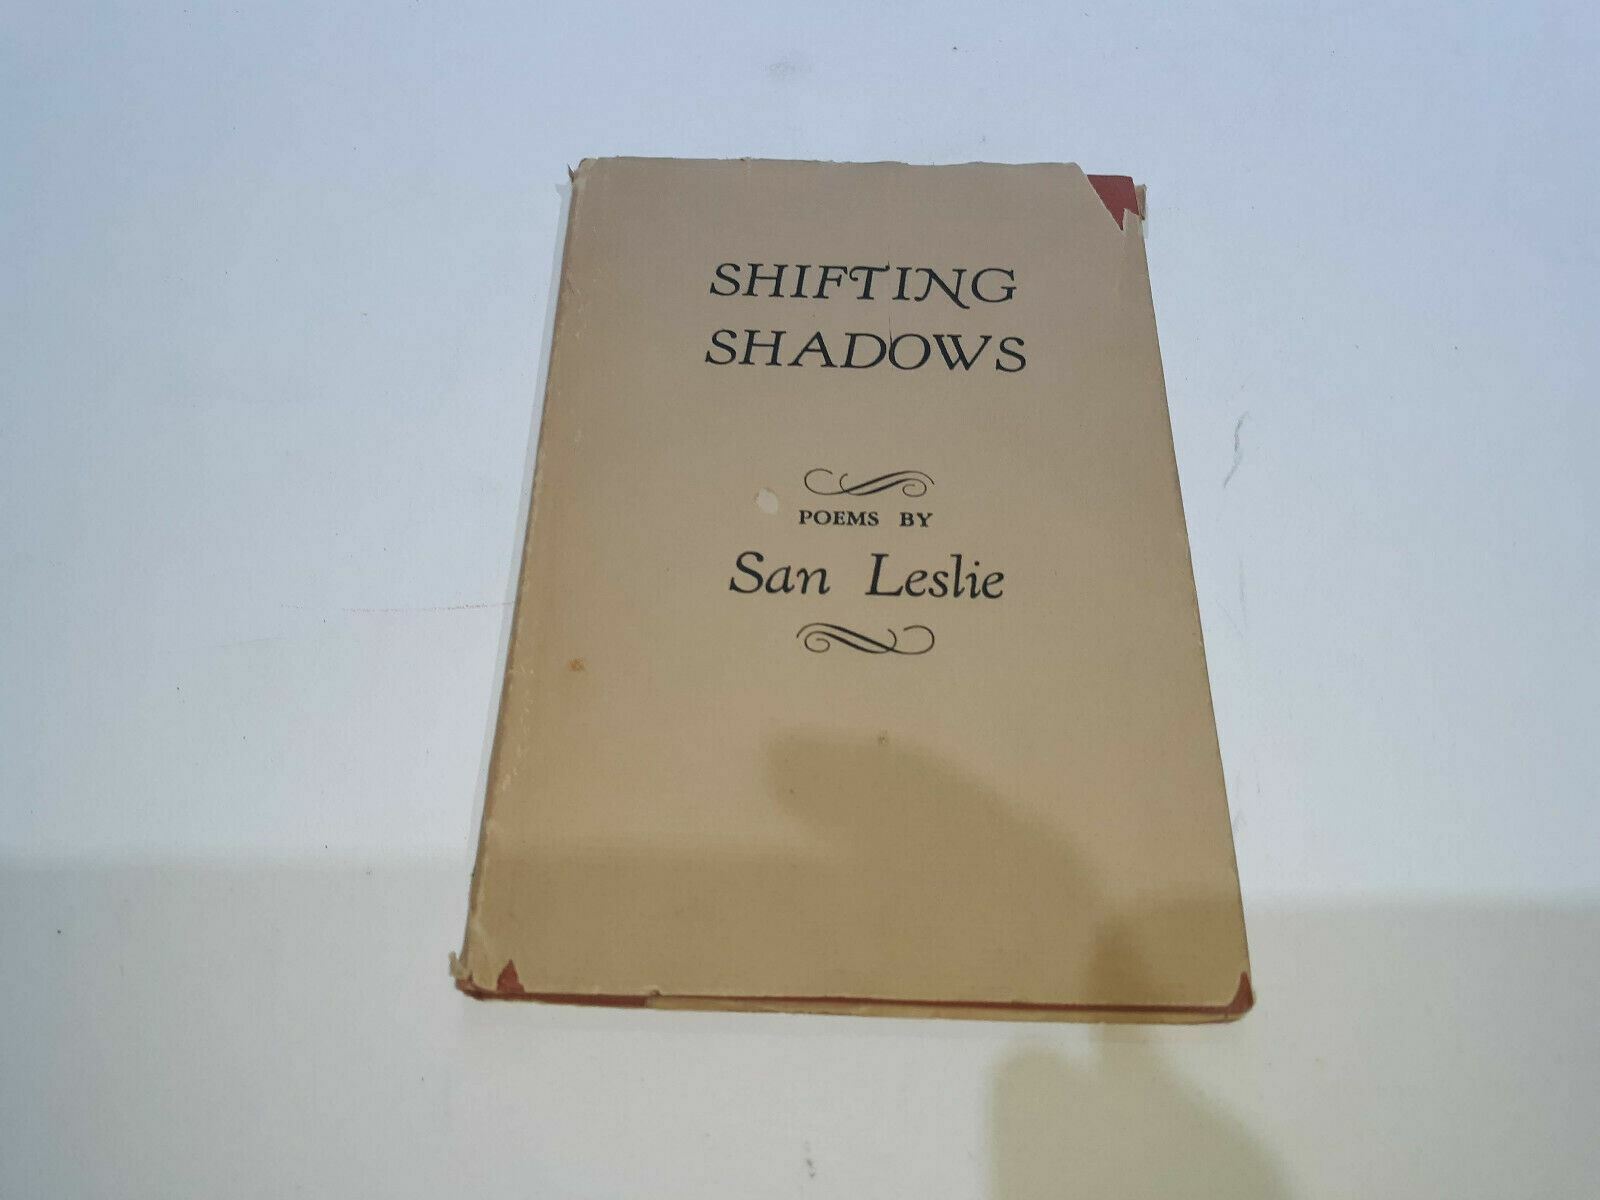 SHIFTING
SHADOWS
POEMS BY
San Leslie